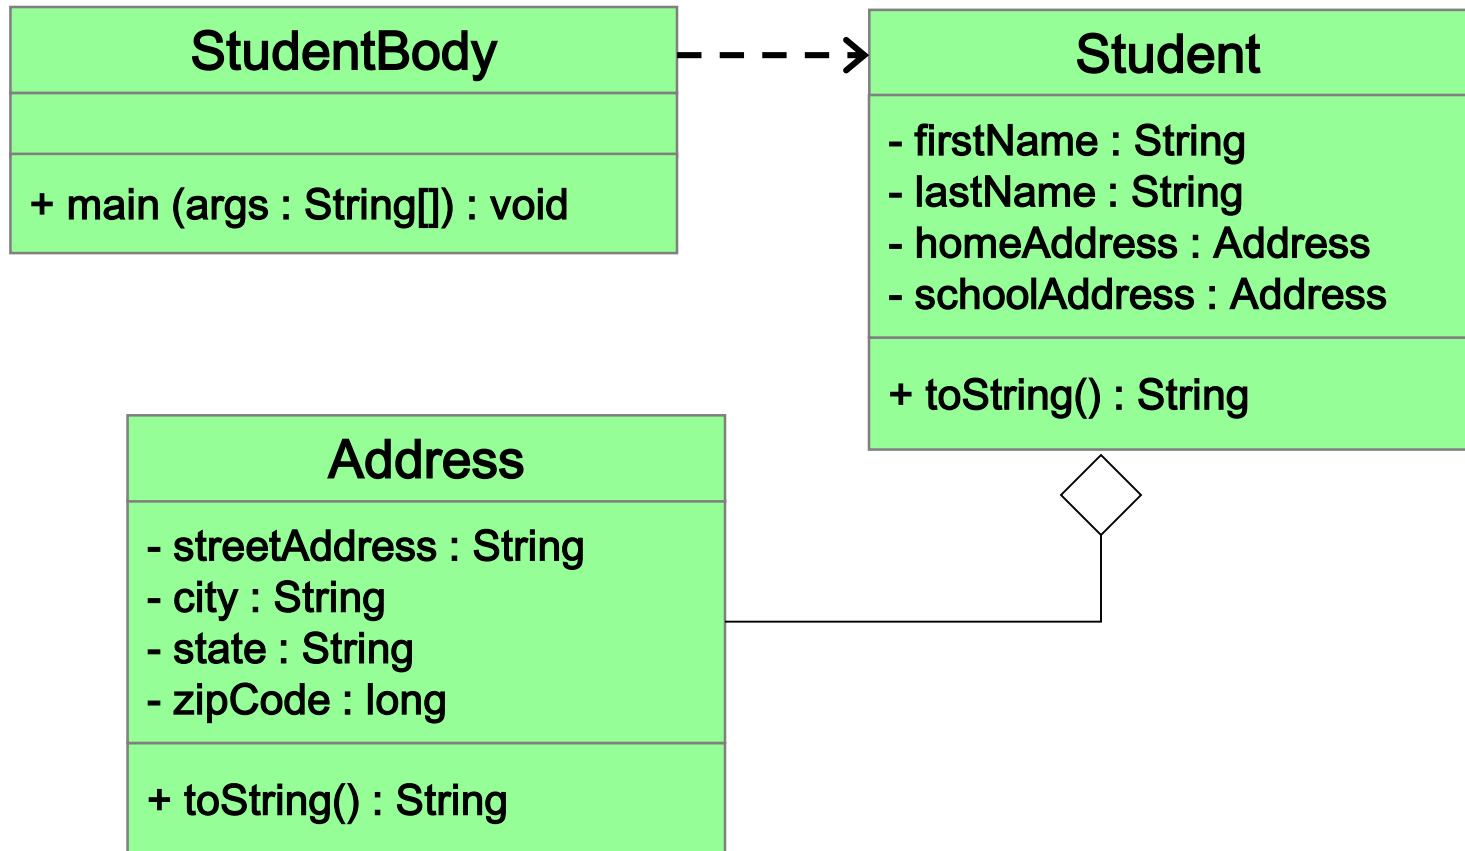 StudentBody
+ main (args : String[]) : void
Student
- firstName : String
- lastName : String
- homeAddress : Address
- schoolAddress : Address
+ toString() : String
Address
- streetAddress : String
- city : String
- state : String
- zipCode : long
+ toString() : String